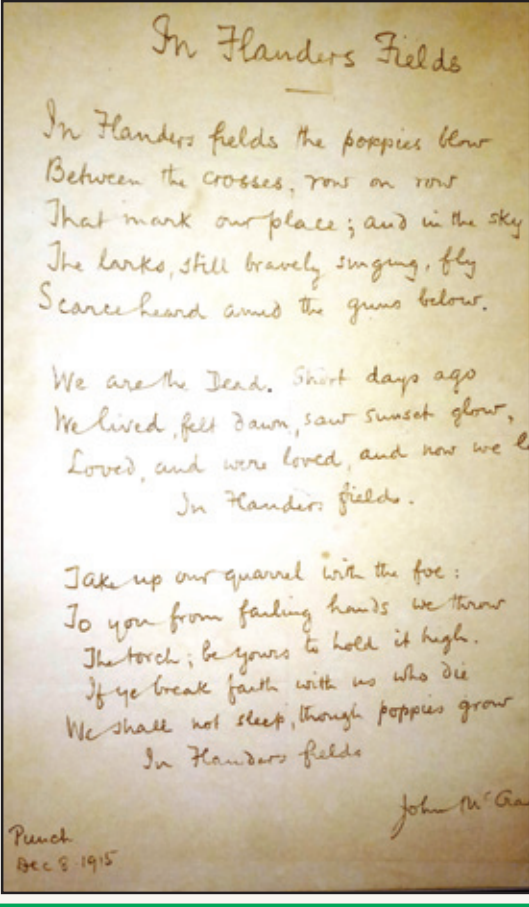 In Flanders Fields
In Flanders fields the poppies blow
Between the crosses, row on row
That mark our place; and in the sky
The larks, still bravely singing, fly
Scarce heard amid the guns below.
We are the Dead. Short days ago
We lived, felt dawn, saw sunset glow,
Loved, and were loved, and now we
In Flanders fields.
Take up our quarrel with the foe:
To you from failing hands we throw
The torch; be yours to hold it high.
If ye break faith with us who die
We shall not sleep, though poppies grow
In Flanders fields
John McCra
Punch
Dec 8 1915